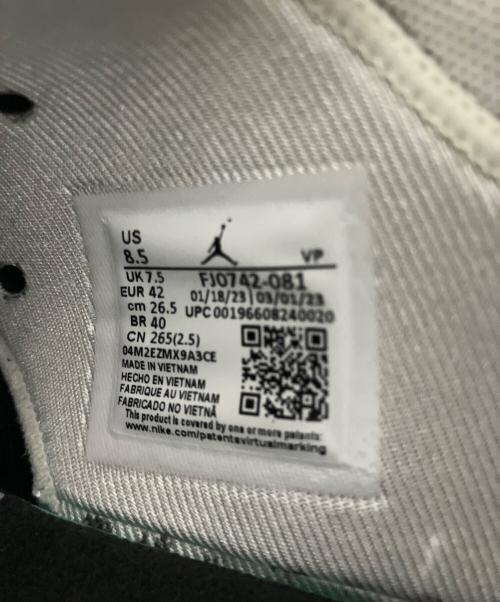 US
8.5 VP
UK 7.5 FJ0742-081
EUR 42 01/18/23 03/01/23
cm 26.5 UPC 00196608240020
BR 40
CN 265(2.5)
04M2EZMX9A3CE
MADE IN VIETNAM
HECHO EN VIETNAM
FABRIQUE AU VIETNAM
FABRICADO NO VIETNÃ
This product is covered by one or more patents:
www.nike.com/patentsvirtualmarking